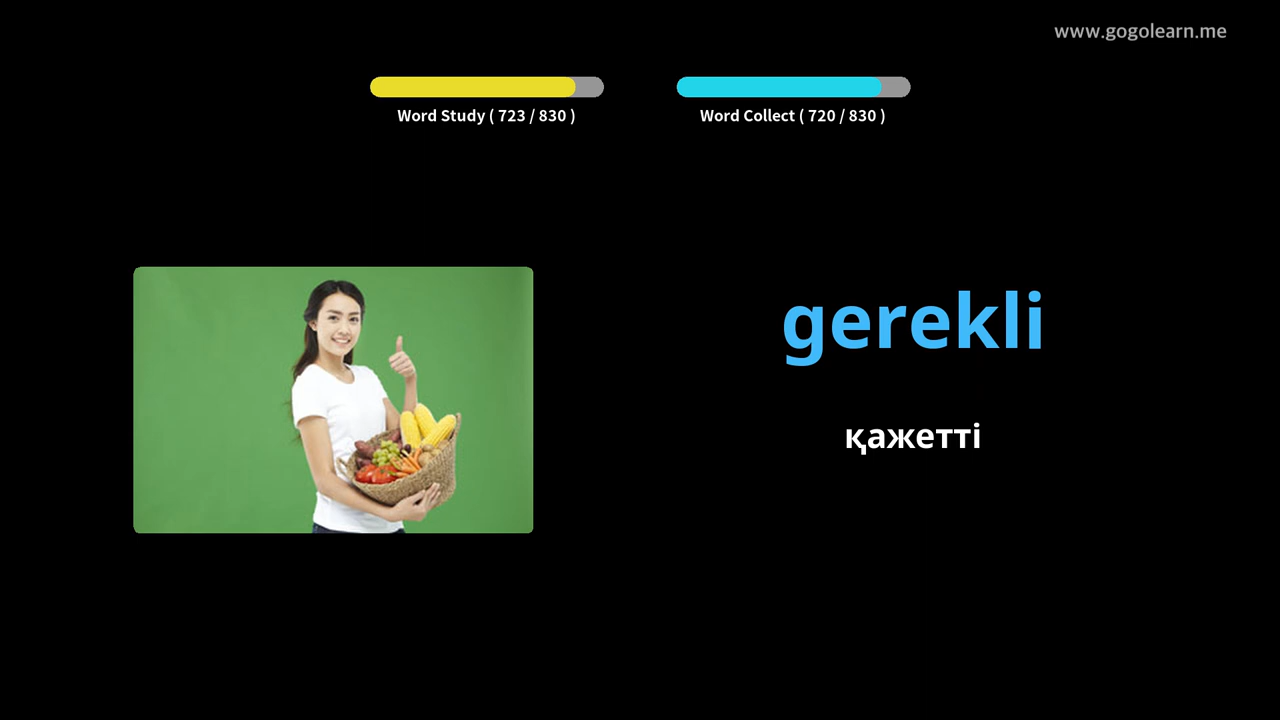 www.gogolearn.me
Word Study ( 723 / 830 )
Word Collect ( 720 / 830 )
gerekli
қажетті